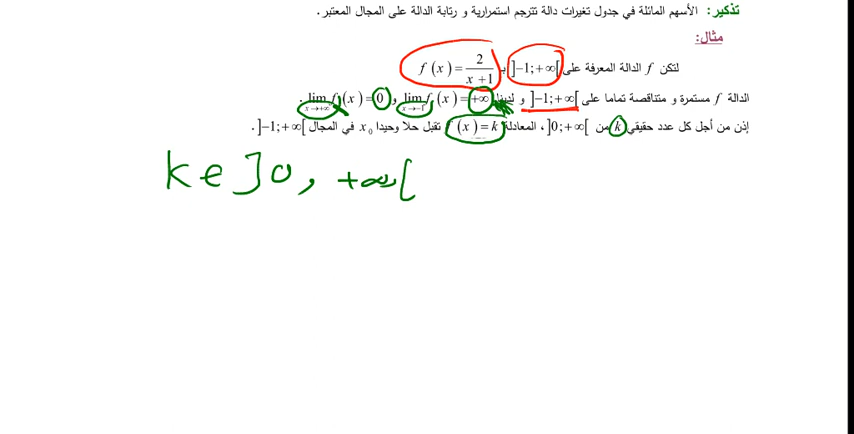 تذكير: الأسهم المائلة في جدول تغيرات دالة تترجم استمرارية و رتابة الدالة على المجال المعتبر.
مثال:
لتكن f الدالة المعرفة على ]−1;+∞[ بـ f(x) = 2/(x+1)
الدالة f مستمرة و متناقصة تماما على ]−1;+∞[ و لدينا lim x→−1 f(x) = +∞ و lim x→+∞ f(x) = 0 .
إذن من أجل كل عدد حقيقي k من ]0;+∞[ ، المعادلة f(x) = k تقبل حلا وحيدا x₀ في المجال ]−1;+∞[ .
k ∈ ]0, +∞[